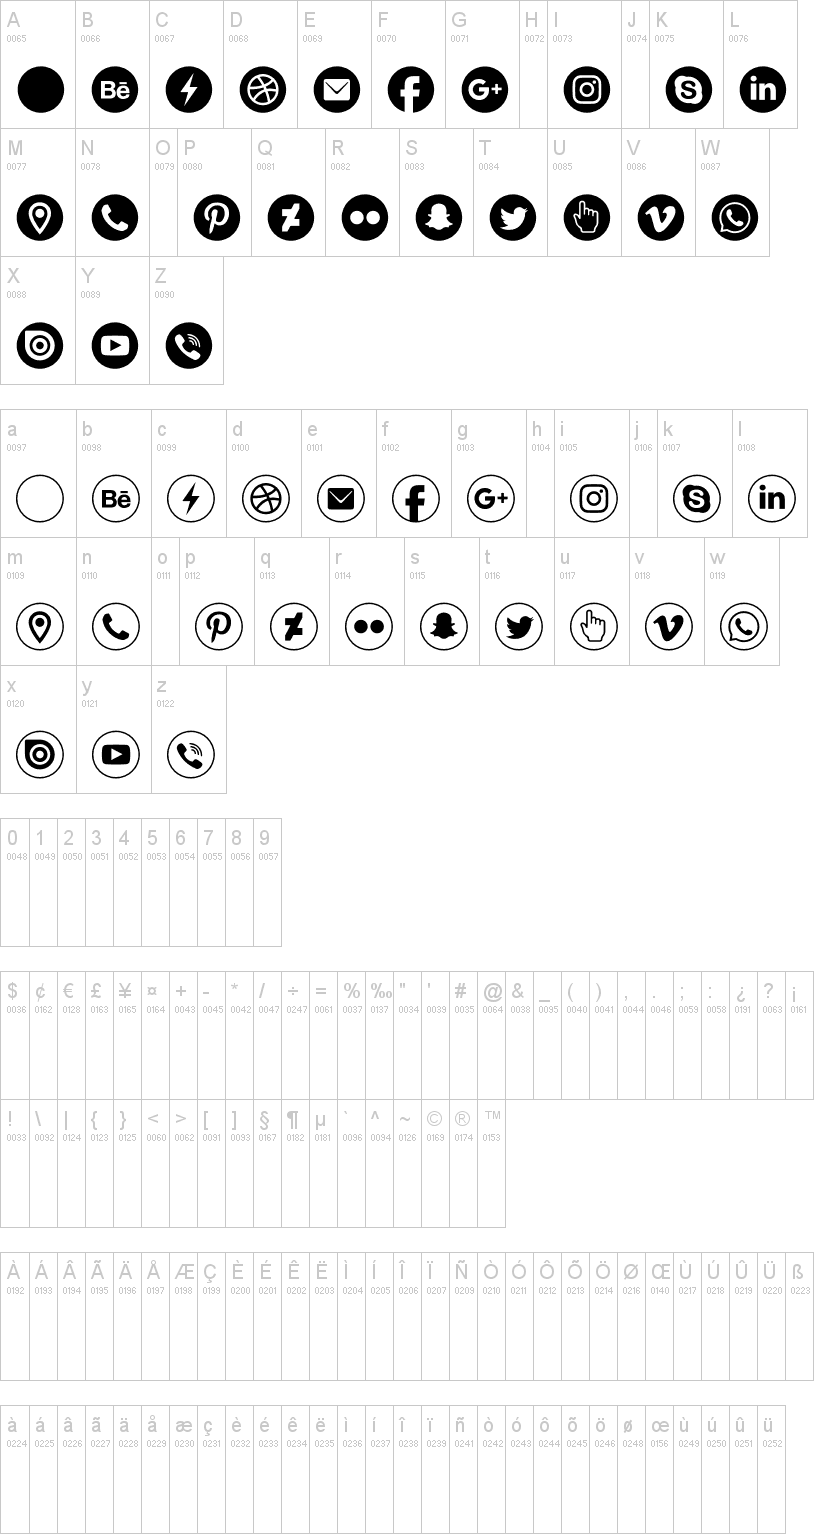 A B C D E F G H I J K L
0065 0066 0067 0068 0069 0070 0071 0072 0073 0074 0075 0076
Bē f G+ S in
M N O P Q R S T U V W
0077 0078 0079 0080 0081 0082 0083 0084 0085 0086 0087
X Y Z
0088 0089 0090
a b c d e f g h i j k l
0097 0098 0099 0100 0101 0102 0103 0104 0105 0106 0107 0108
Bē f G+ S in
m n o p q r s t u v w
0109 0110 0111 0112 0113 0114 0115 0116 0117 0118 0119
x y z
0120 0121 0122
0 1 2 3 4 5 6 7 8 9
0048 0049 0050 0051 0052 0053 0054 0055 0056 0057
$ ¢ € £ ¥ ¤ + - * / ÷ = % ‰ " ' # @ & _ ( ) , . ; : ¿ ? ¡
0036 0162 0128 0163 0165 0164 0043 0045 0042 0047 0247 0061 0037 0137 0034 0039 0035 0064 0038 0095 0040 0041 0044 0046 0059 0058 0191 0063 0161
! \ | { } < > [ ] § ¶ µ ` ^ ~ © ® ™
0033 0092 0124 0123 0125 0060 0062 0091 0093 0167 0182 0181 0096 0094 0126 0169 0174 0153
À Á Â Ã Ä Å Æ Ç È É Ê Ë Ì Í Î Ï Ñ Ò Ó Ô Õ Ö Ø Œ Ù Ú Û Ü ß
0192 0193 0194 0195 0196 0197 0198 0199 0200 0201 0202 0203 0204 0205 0206 0207 0209 0210 0211 0212 0213 0214 0216 0140 0217 0218 0219 0220 0223
à á â ã ä å æ ç è é ê ë ì í î ï ñ ò ó ô õ ö ø œ ù ú û ü
0224 0225 0226 0227 0228 0229 0230 0231 0232 0233 0234 0235 0236 0237 0238 0239 0241 0242 0243 0244 0245 0246 0248 0156 0249 0250 0251 0252